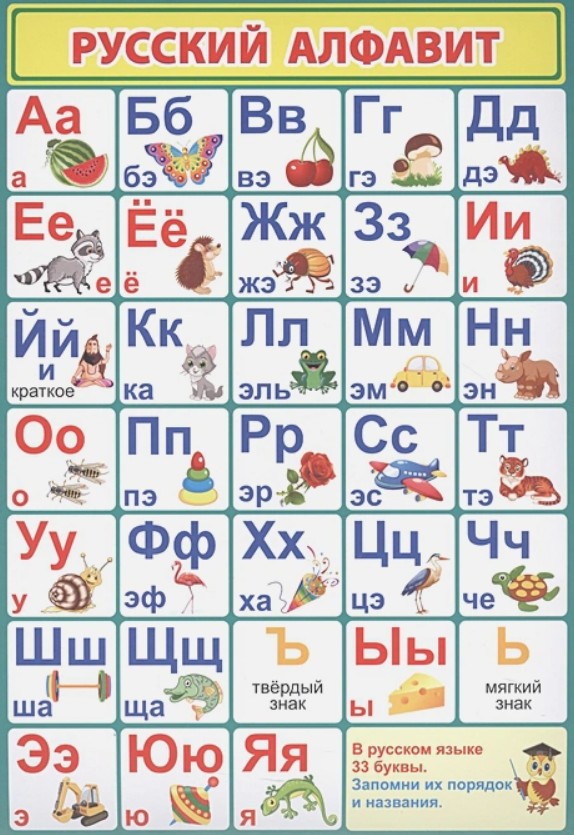 РУССКИЙ АЛФАВИТ
Аа
а
Бб
бэ
Вв
вэ
Гг
гэ
Дд
дэ
Ее
е
Ёё
ё
Жж
жэ
Зз
зэ
Ии
и
Йй
и
краткое
Кк
ка
Лл
эль
Мм
эм
Нн
эн
Оо
о
Пп
пэ
Рр
эр
Сс
эс
Тт
тэ
Уу
у
Фф
эф
Хх
ха
Цц
цэ
Чч
че
Шш
ша
Щщ
ща
Ъ
твёрдый
знак
Ыы
ы
Ь
мягкий
знак
Ээ
э
Юю
ю
Яя
я
В русском языке
33 буквы.
Запомни их порядок
и названия.